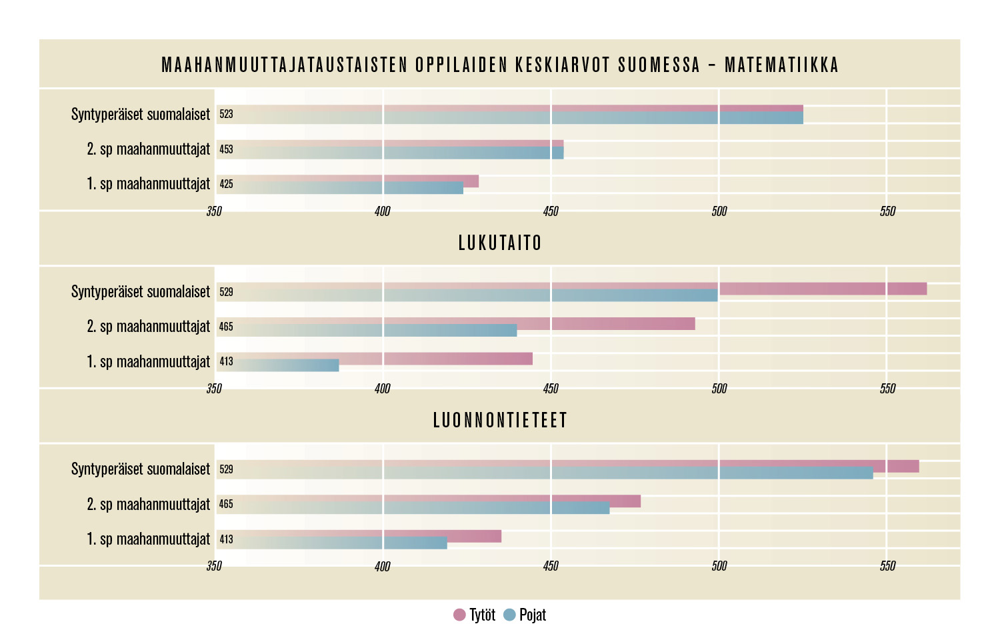 MAAHANMUUTTAJATAUSTAISTEN OPPILAIDEN KESKIARVOT SUOMESSA – MATEMATIIKKA
Syntyperäiset suomalaiset 523
2. sp maahanmuuttajat 453
1. sp maahanmuuttajat 425
350 400 450 500 550
LUKUTAITO
Syntyperäiset suomalaiset 529
2. sp maahanmuuttajat 465
1. sp maahanmuuttajat 413
350 400 450 500 550
LUONNONTIETEET
Syntyperäiset suomalaiset 529
2. sp maahanmuuttajat 465
1. sp maahanmuuttajat 413
350 400 450 500 550
Tytöt Pojat